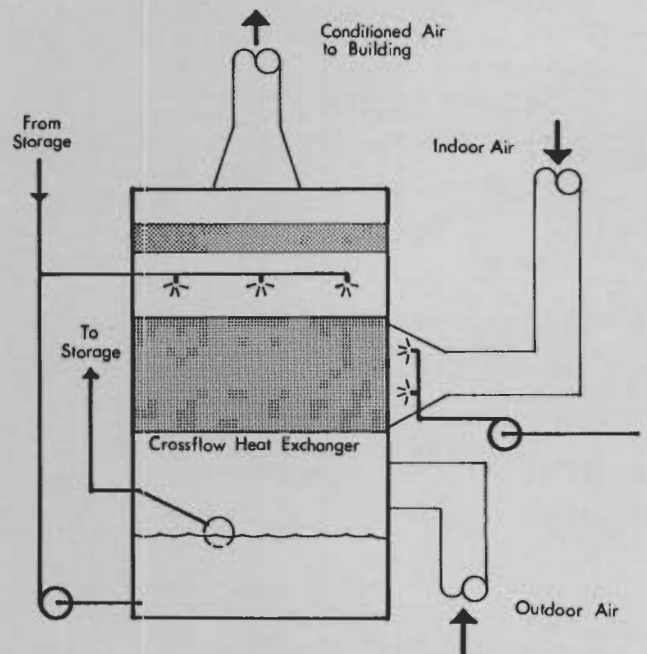 Conditioned Air
to Building
From
Storage
Indoor Air
To
Storage
Crossflow Heat Exchanger
Outdoor Air